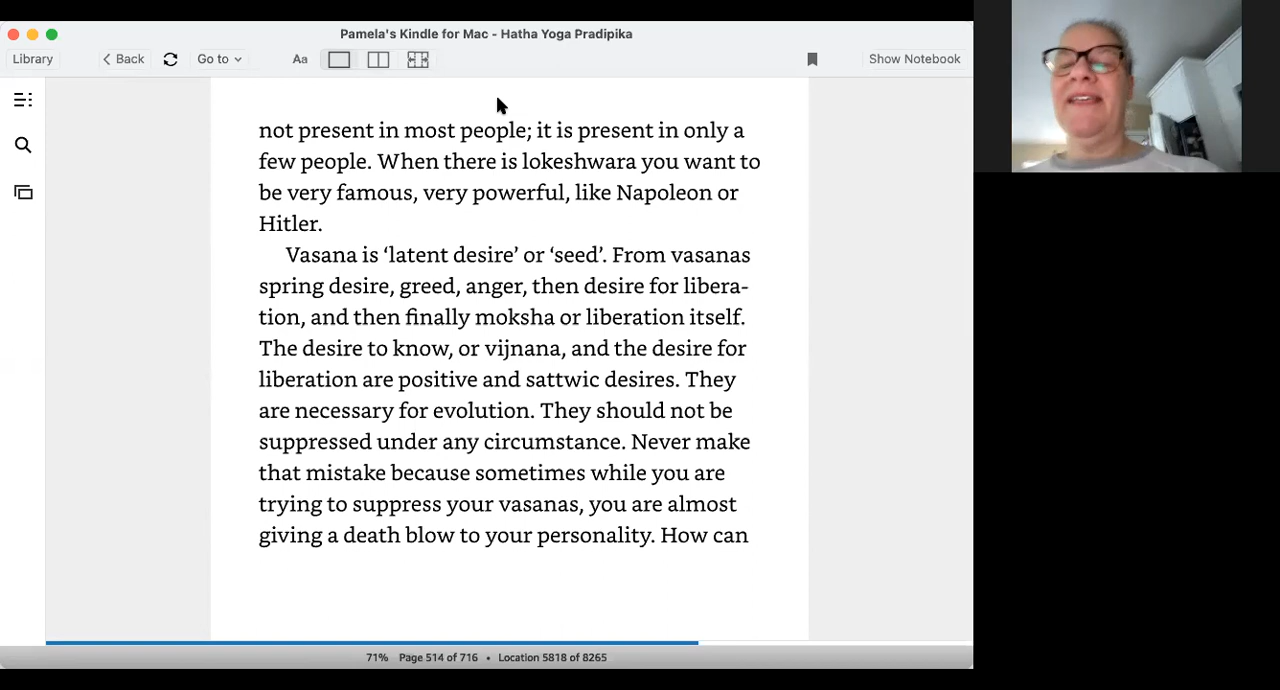 Pamela's Kindle for Mac - Hatha Yoga Pradipika
Library
Back
Go to
Aa
Show Notebook
not present in most people; it is present in only a
few people. When there is lokeshwara you want to
be very famous, very powerful, like Napoleon or
Hitler.
Vasana is ‘latent desire’ or ‘seed’. From vasanas
spring desire, greed, anger, then desire for libera-
tion, and then finally moksha or liberation itself.
The desire to know, or vijnana, and the desire for
liberation are positive and sattwic desires. They
are necessary for evolution. They should not be
suppressed under any circumstance. Never make
that mistake because sometimes while you are
trying to suppress your vasanas, you are almost
giving a death blow to your personality. How can
71% Page 514 of 716 • Location 5818 of 8265